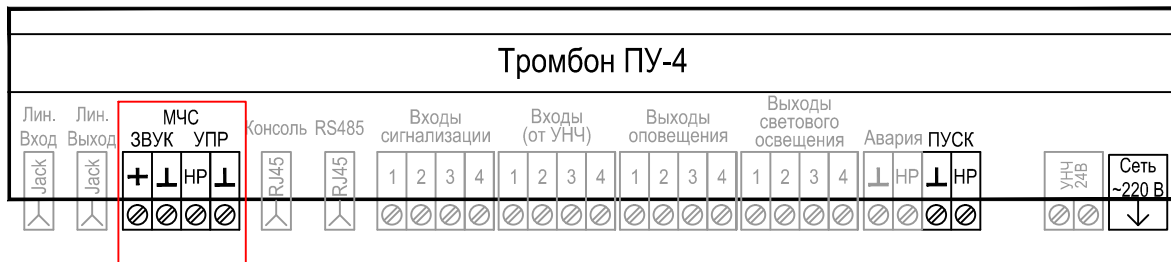 Тромбон ПУ-4
Лин. Вход
Лин. Выход
МЧС
ЗВУК УПР
Консоль
RS485
Входы сигнализации
Входы (от УНЧ)
Выходы оповещения
Выходы светового освещения
Авария
ПУСК
Jack
Jack
+ ⊥ НР ⊥
RJ45
RJ45
1 2 3 4
1 2 3 4
1 2 3 4
1 2 3 4
⊥ НР
⊥ НР
УНЧ 24В
Сеть ~220 В